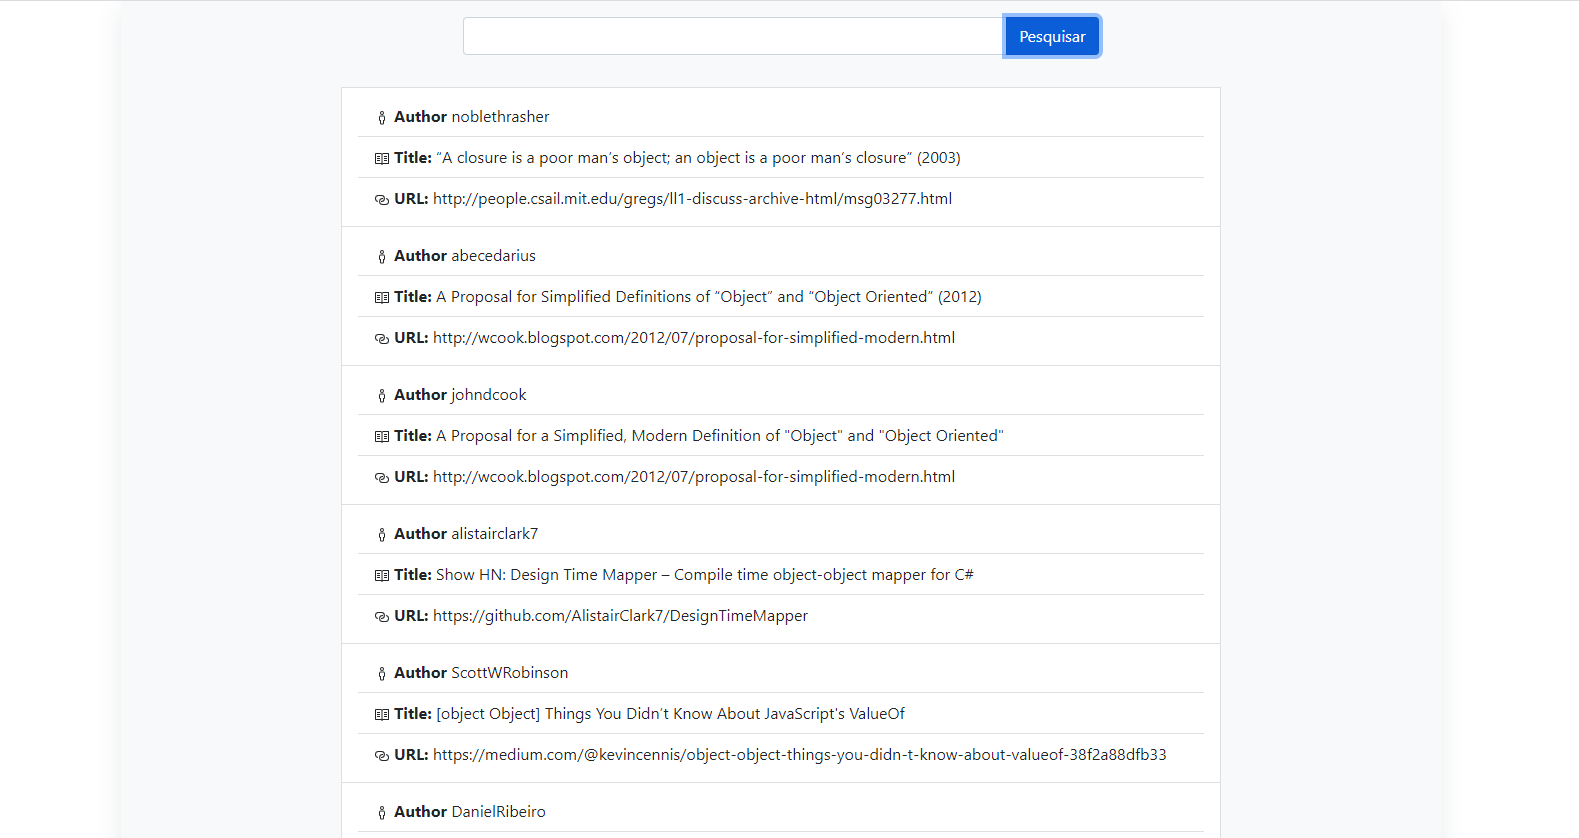 Pesquisar
Author noblethrasher
Title: “A closure is a poor man’s object; an object is a poor man’s closure” (2003)
URL: http://people.csail.mit.edu/gregs/ll1-discuss-archive-html/msg03277.html
Author abecedarius
Title: A Proposal for Simplified Definitions of “Object” and “Object Oriented” (2012)
URL: http://wcook.blogspot.com/2012/07/proposal-for-simplified-modern.html
Author johndcook
Title: A Proposal for a Simplified, Modern Definition of "Object" and "Object Oriented"
URL: http://wcook.blogspot.com/2012/07/proposal-for-simplified-modern.html
Author alistairclark7
Title: Show HN: Design Time Mapper – Compile time object-object mapper for C#
URL: https://github.com/AlistairClark7/DesignTimeMapper
Author ScottWRobinson
Title: [object Object] Things You Didn’t Know About JavaScript's ValueOf
URL: https://medium.com/@kevincennis/object-object-things-you-didn-t-know-about-valueof-38f2a88dfb33
Author DanielRibeiro